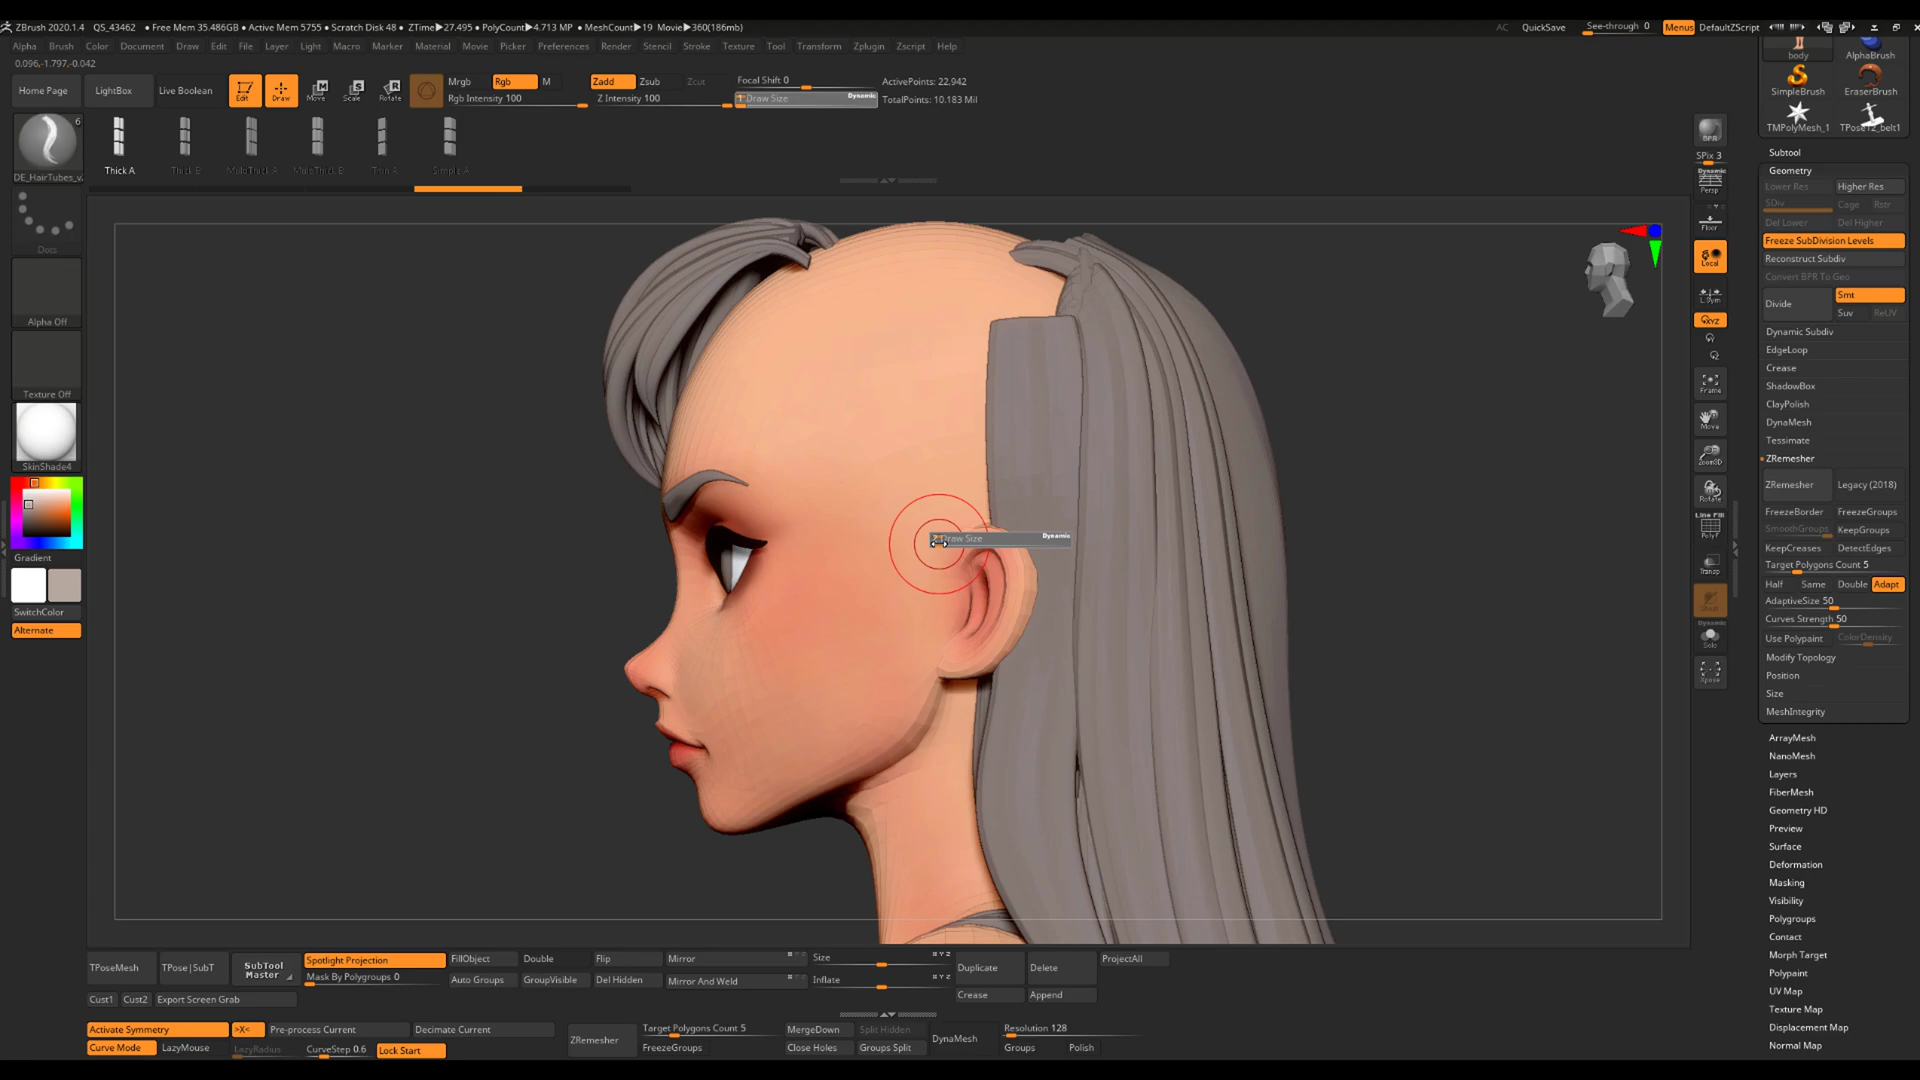 ZBrush 2020.1.4 QS_43462 • Free Mem 35.486GB • Active Mem 5755 • Scratch Disk 48 • ZTime▶27.495 • PolyCount▶4.713 MP • MeshCount▶19 Movie▶360(186mb) AC QuickSave See-through 0 Menus DefaultZScript
Alpha Brush Color Document Draw Edit File Layer Light Macro Marker Material Movie Picker Preferences Render Stencil Stroke Texture Tool Transform Zplugin Zscript Help
0.096,-1.797,-0.042
Home Page LightBox Live Boolean Edit Draw Move Scale Rotate
Mrgb Rgb M Zadd Zsub Zcut Focal Shift 0 ActivePoints: 22,942
Rgb Intensity 100 Z Intensity 100 Draw Size Dynamic TotalPoints: 10.183 Mil
6
DE_HairTubes_v.
Thick A Thick B MaloThick A MaloThick B Thin A Simple A
Dots
Alpha Off
Texture Off
SkinShade4
Gradient
SwitchColor
Alternate
Draw Size Dynamic
BPR
SPix 3
Dynamic
Persp
Floor
Local
L.Sym
XYZ
Frame
Move
Zoom3D
Rotate
Line Fill
PolyF
Transp
Dynamic
Solo
Xpose
body AlphaBrush
SimpleBrush EraserBrush
TMPolyMesh_1 TPose12_belt1
Subtool
Geometry
Lower Res Higher Res
SDiv Cage Rstr
Del Lower Del Higher
Freeze SubDivision Levels
Reconstruct Subdiv
Convert BPR To Geo
Divide Smt
Suv ReUV
Dynamic Subdiv
EdgeLoop
Crease
ShadowBox
ClayPolish
DynaMesh
Tessimate
ZRemesher
ZRemesher Legacy (2018)
FreezeBorder FreezeGroups
SmoothGroups KeepGroups
KeepCreases DetectEdges
Target Polygons Count 5
Half Same Double Adapt
AdaptiveSize 50
Curves Strength 50
Use Polypaint ColorDensity
Modify Topology
Position
Size
MeshIntegrity
ArrayMesh
NanoMesh
Layers
FiberMesh
Geometry HD
Preview
Surface
Deformation
Masking
Visibility
Polygroups
Contact
Morph Target
Polypaint
UV Map
Texture Map
Displacement Map
Normal Map
TPoseMesh TPose|SubT SubTool Master Spotlight Projection FillObject Double Flip Mirror Size Duplicate Delete ProjectAll
Mask By Polygroups 0 Auto Groups GroupVisible Del Hidden Mirror And Weld Inflate
Cust1 Cust2 Export Screen Grab Crease Append
Activate Symmetry >X< Pre-process Current Decimate Current ZRemesher Target Polygons Count 5 MergeDown Split Hidden DynaMesh Resolution 128
Curve Mode LazyMouse LazyRadius CurveStep 0.6 Lock Start FreezeGroups Close Holes Groups Split Groups Polish